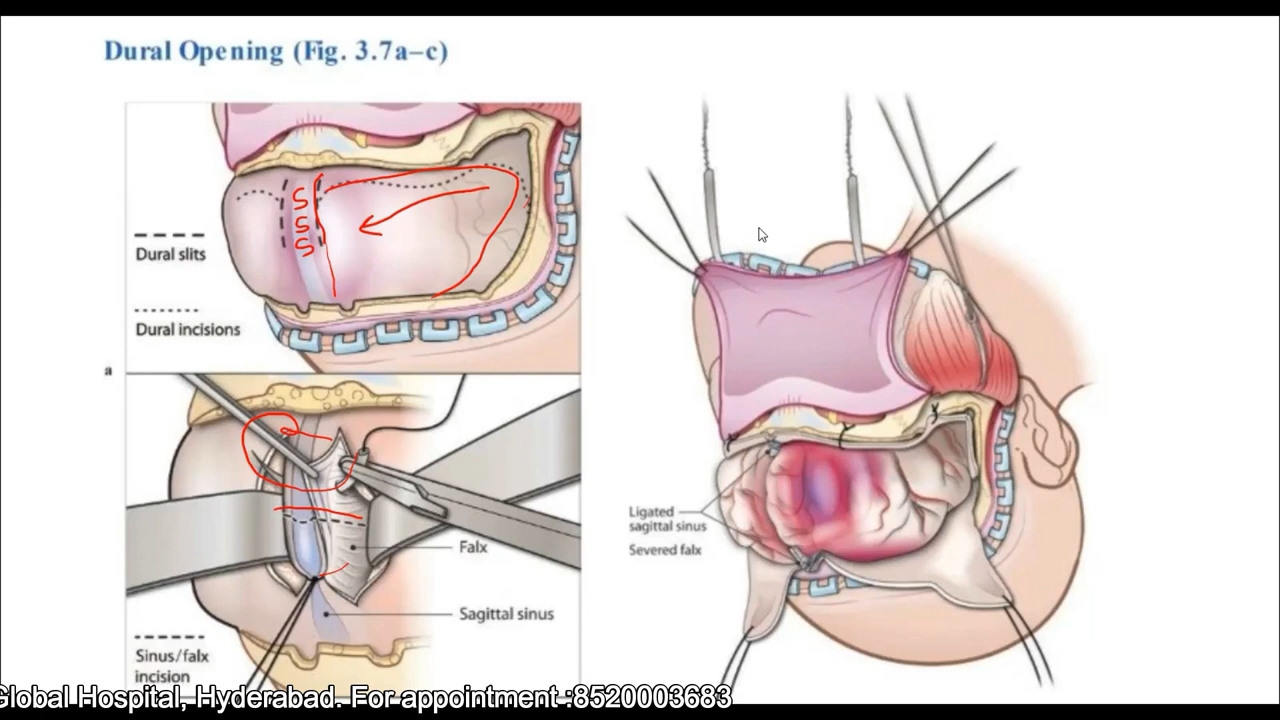 Dural Opening (Fig. 3.7a–c)
Dural slits
Dural incisions
a
S
S
S
Falx
Sagittal sinus
Sinus/falx
incision
Ligated
sagittal sinus
Severed falx
Global Hospital, Hyderabad. For appointment :8520003683